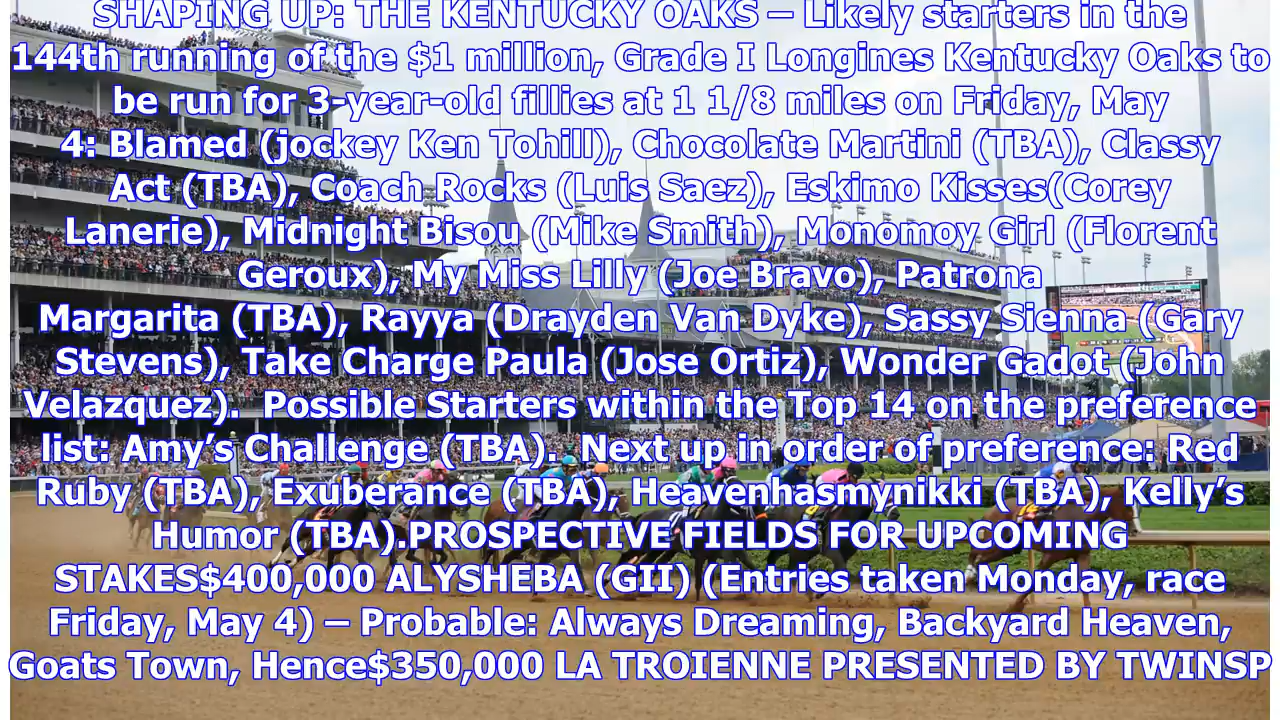 SHAPING UP: THE KENTUCKY OAKS – Likely starters in the
144th running of the $1 million, Grade I Longines Kentucky Oaks to
be run for 3-year-old fillies at 1 1/8 miles on Friday, May
4: Blamed (jockey Ken Tohill), Chocolate Martini (TBA), Classy
Act (TBA), Coach Rocks (Luis Saez), Eskimo Kisses(Corey
Lanerie), Midnight Bisou (Mike Smith), Monomoy Girl (Florent
Geroux), My Miss Lilly (Joe Bravo), Patrona
Margarita (TBA), Rayya (Drayden Van Dyke), Sassy Sienna (Gary
Stevens), Take Charge Paula (Jose Ortiz), Wonder Gadot (John
Velazquez).  Possible Starters within the Top 14 on the preference
list: Amy’s Challenge (TBA).  Next up in order of preference: Red
Ruby (TBA), Exuberance (TBA), Heavenhasmynikki (TBA), Kelly’s
Humor (TBA).PROSPECTIVE FIELDS FOR UPCOMING
STAKES$400,000 ALYSHEBA (GII) (Entries taken Monday, race
Friday, May 4) – Probable: Always Dreaming, Backyard Heaven,
Goats Town, Hence$350,000 LA TROIENNE PRESENTED BY TWINSP